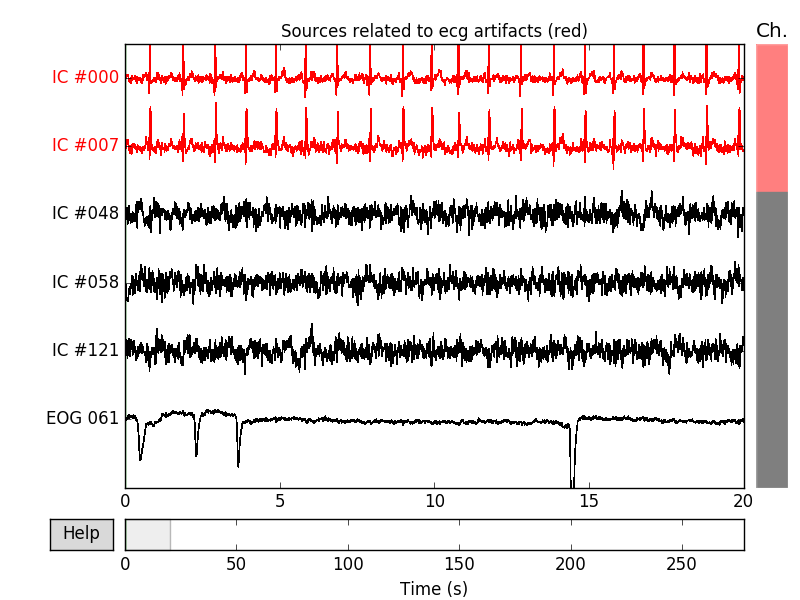 Sources related to ecg artifacts (red)
Ch.
IC #000
IC #007
IC #048
IC #058
IC #121
EOG 061
0 5 10 15 20
Help
0 50 100 150 200 250
Time (s)